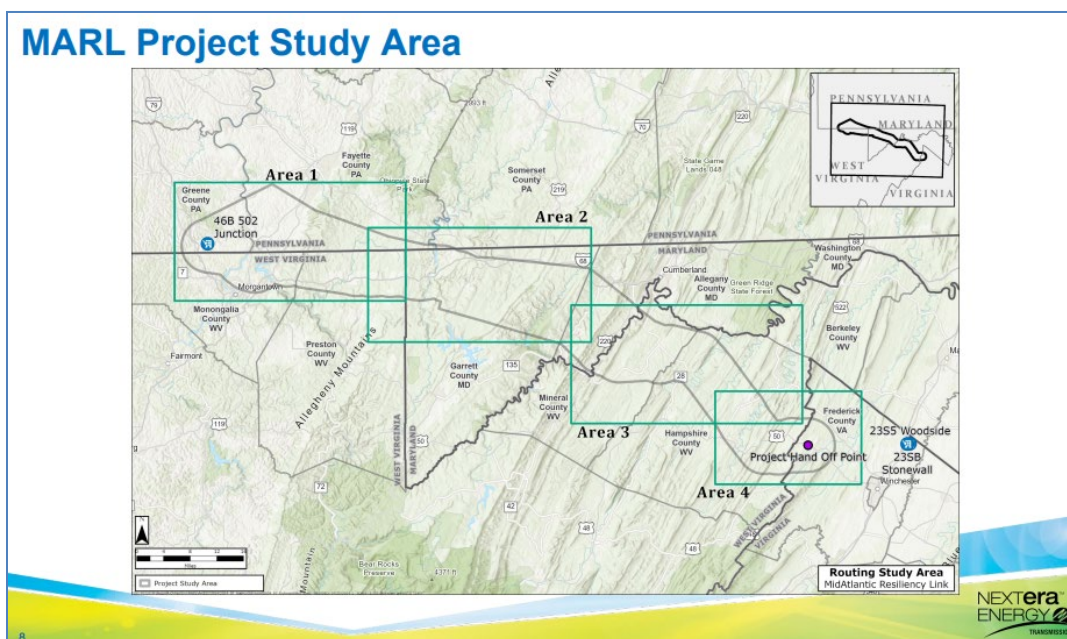 MARL Project Study Area
PENNSYLVANIA
MARYLAND
WEST
VIRGINIA
VIRGINIA
79
119
2993 ft
70
220
State Game
Lands 048
Fayette
County
PA
Somerset
County
PA
219
Area 1
Greene
County
PA
46B 502
Junction
Area 2
PENNSYLVANIA
WEST VIRGINIA
PENNSYLVANIA
MARYLAND
68
Washington
County
MD
68
Cumberland
Allegany
County
MD
Green Ridge
State Forest
522
7
Morgantown
Monongalia
County
WV
Berkeley
County
WV
Fairmont
Preston
County
WV
Allegheny Mountains
220
135
Garrett
County
MD
28
Mineral
County
WV
119
WEST VIRGINIA
MARYLAND
50
Area 3
Hampshire
County
WV
50
Frederick
County
VA
23S5 Woodside
Project Hand Off Point
23SB
Stonewall
Winchester
Area 4
72
42
48
48
WEST VIRGINIA
VIRGINIA
Bear Rocks
Preserve
4371 ft
Mountain
Miles
Project Study Area
Routing Study Area
MidAtlantic Resiliency Link
NEXTera
ENERGY
TRANSMISSION
8